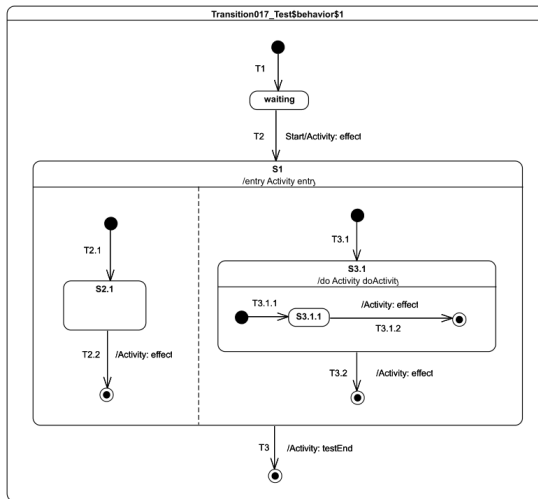 Transition017_Test$behavior$1
T1
waiting
T2 Start/Activity: effect
S1
/entry Activity entry
T2.1
S2.1
T2.2 /Activity: effect
T3.1
S3.1
/do Activity doActivity
T3.1.1
S3.1.1
/Activity: effect
T3.1.2
T3.2 /Activity: effect
T3 /Activity: testEnd